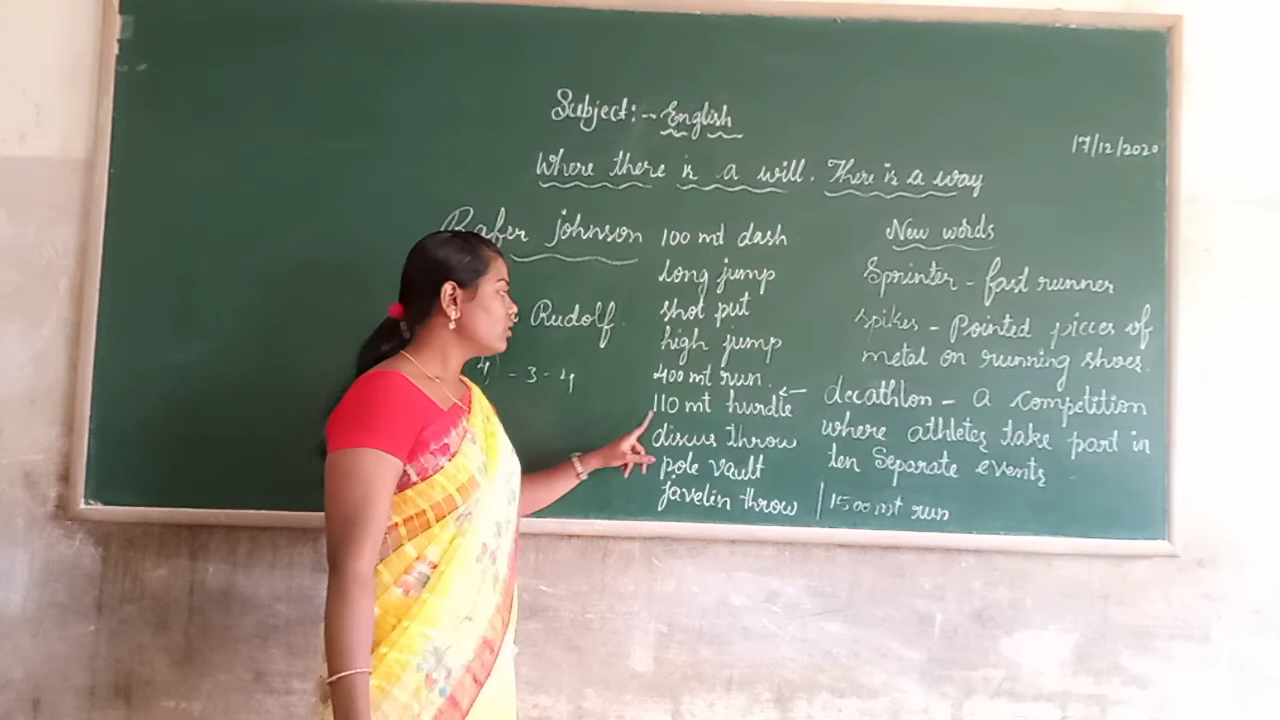 Subject:- English
17/12/2020
Where there is a will. There is a way
Rafer Johnson
Rudolf
4) - 3 - 4
100 mt dash
long jump
shot put
high jump
400 mt run.
110 mt hurdle ←
discus throw
pole vault
javelin throw | 1500 mt run
New words
Sprinter - fast runner
spikes - Pointed pieces of
metal on running shoes.
decathlon - a competition
where athletes take part in
ten Separate events